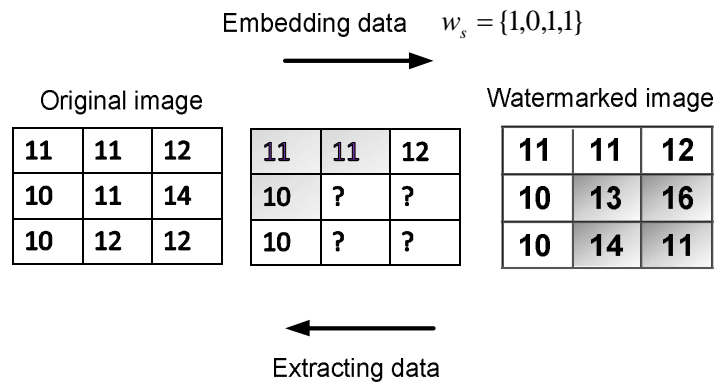 Embedding data w_s = {1,0,1,1}
Original image
Watermarked image
11 11 12
10 11 14
10 12 12
11 11 12
10 ? ?
10 ? ?
11 11 12
10 13 16
10 14 11
Extracting data